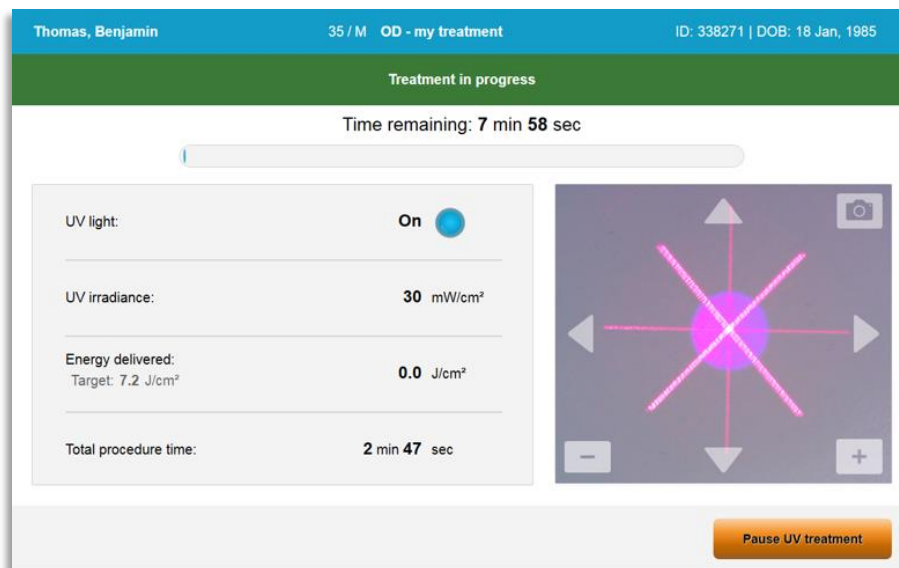 Thomas, Benjamin 35 / M OD - my treatment ID: 338271 | DOB: 18 Jan, 1985
Treatment in progress
Time remaining: 7 min 58 sec
UV light: On
UV irradiance: 30 mW/cm²
Energy delivered:
Target: 7.2 J/cm² 0.0 J/cm²
Total procedure time: 2 min 47 sec
Pause UV treatment